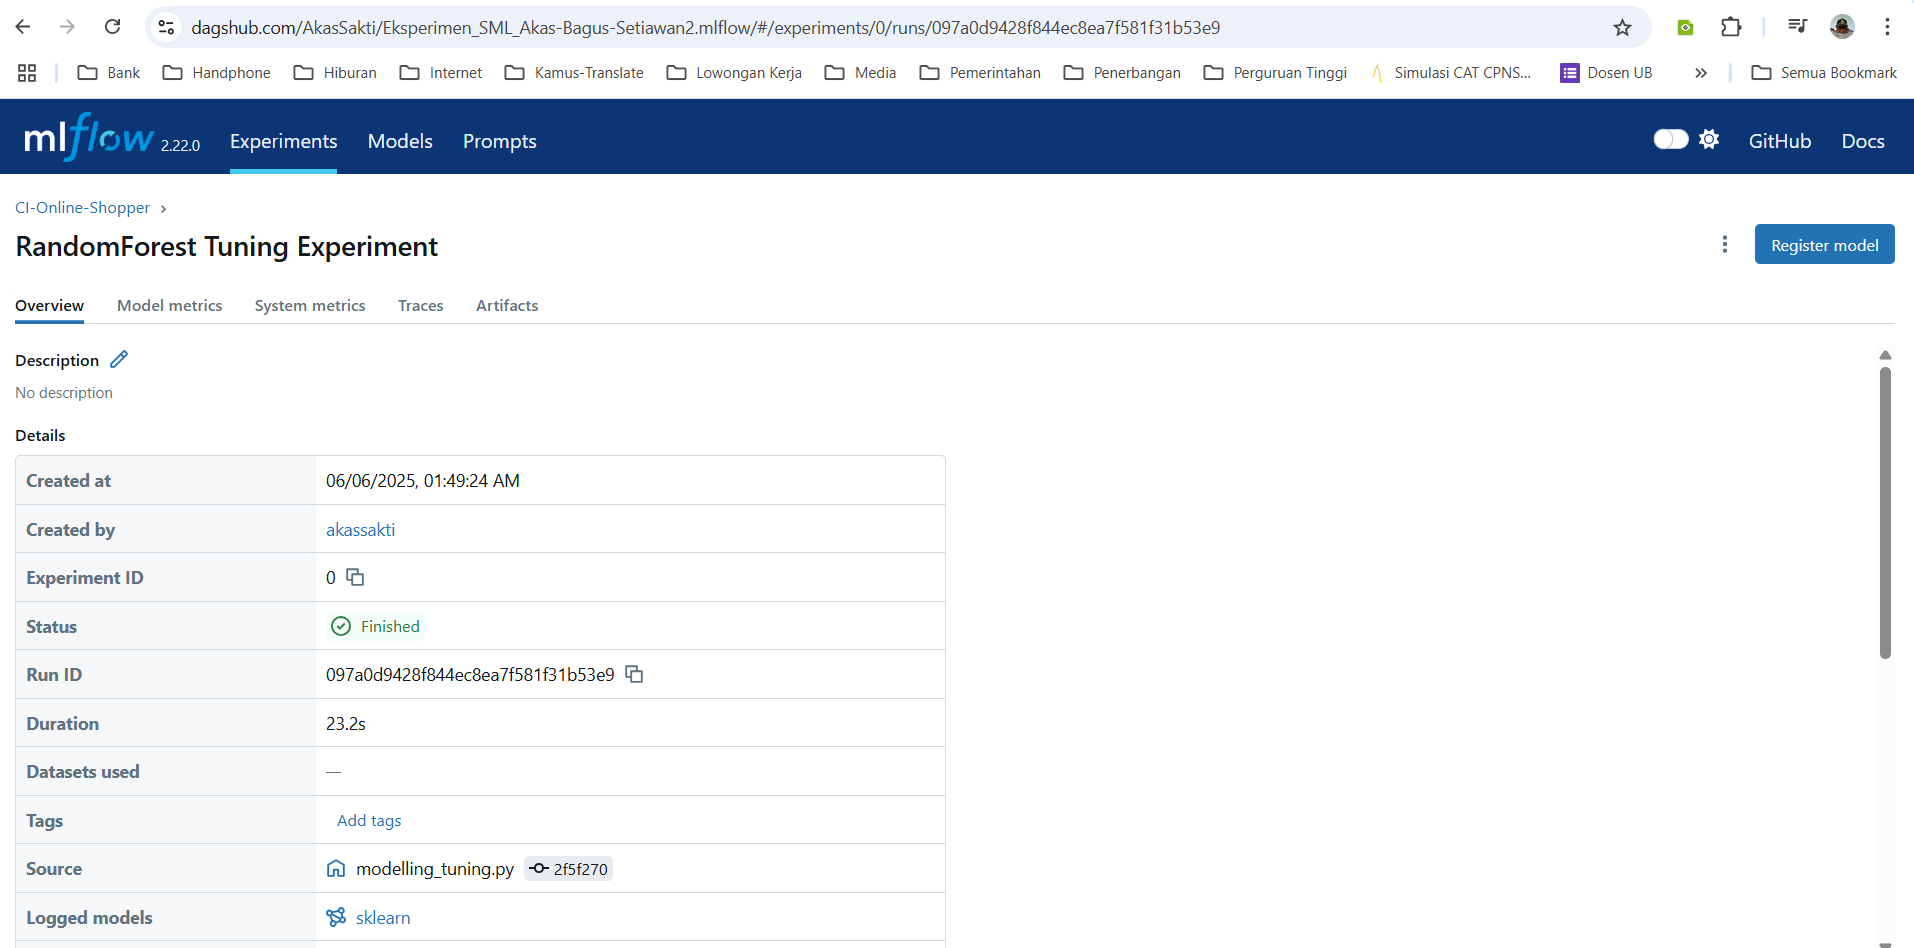 dagshub.com/AkasSakti/Eksperimen_SML_Akas-Bagus-Setiawan2.mlflow/#/experiments/0/runs/097a0d9428f844ec8ea7f581f31b53e9
Bank Handphone Hiburan Internet Kamus-Translate Lowongan Kerja Media Pemerintahan Penerbangan Perguruan Tinggi Simulasi CAT CPNS... Dosen UB Semua Bookmark
mlflow 2.22.0 Experiments Models Prompts GitHub Docs
CI-Online-Shopper
RandomForest Tuning Experiment Register model
Overview Model metrics System metrics Traces Artifacts
Description
No description
Details
Created at 06/06/2025, 01:49:24 AM
Created by akassakti
Experiment ID 0
Status Finished
Run ID 097a0d9428f844ec8ea7f581f31b53e9
Duration 23.2s
Datasets used —
Tags Add tags
Source modelling_tuning.py 2f5f270
Logged models sklearn